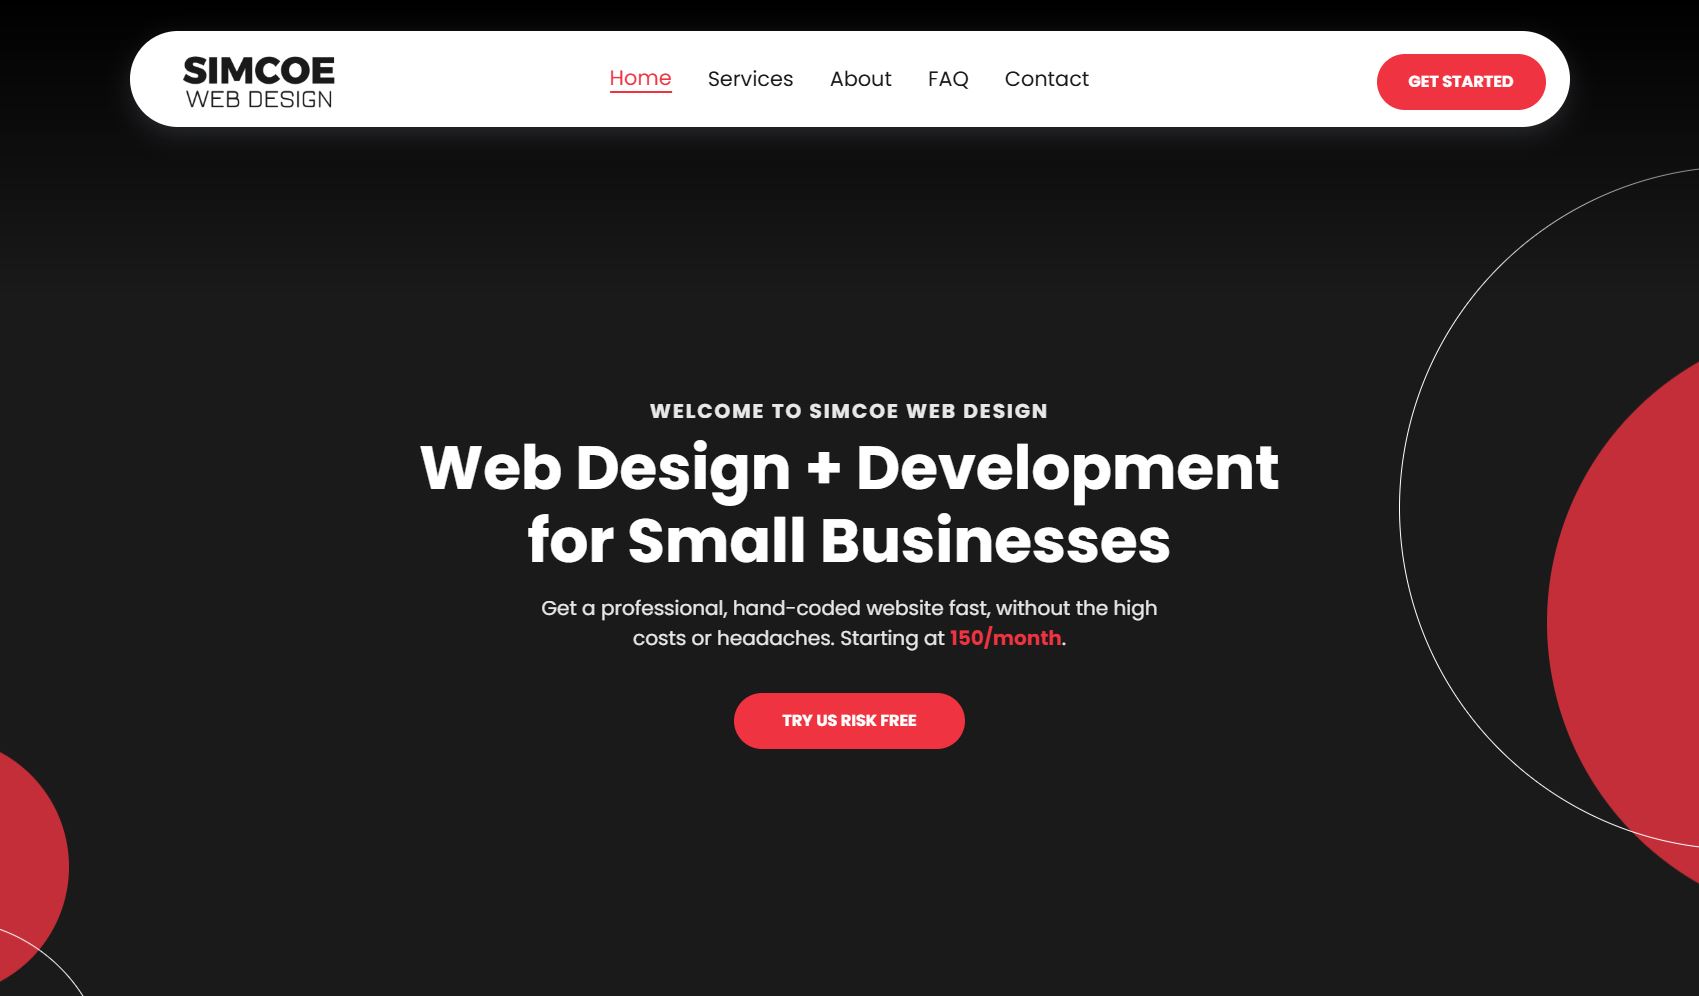 SIMCOE
WEB DESIGN
Home
Services
About
FAQ
Contact
GET STARTED
WELCOME TO SIMCOE WEB DESIGN
Web Design + Development
for Small Businesses
Get a professional, hand-coded website fast, without the high
costs or headaches. Starting at 150/month.
TRY US RISK FREE